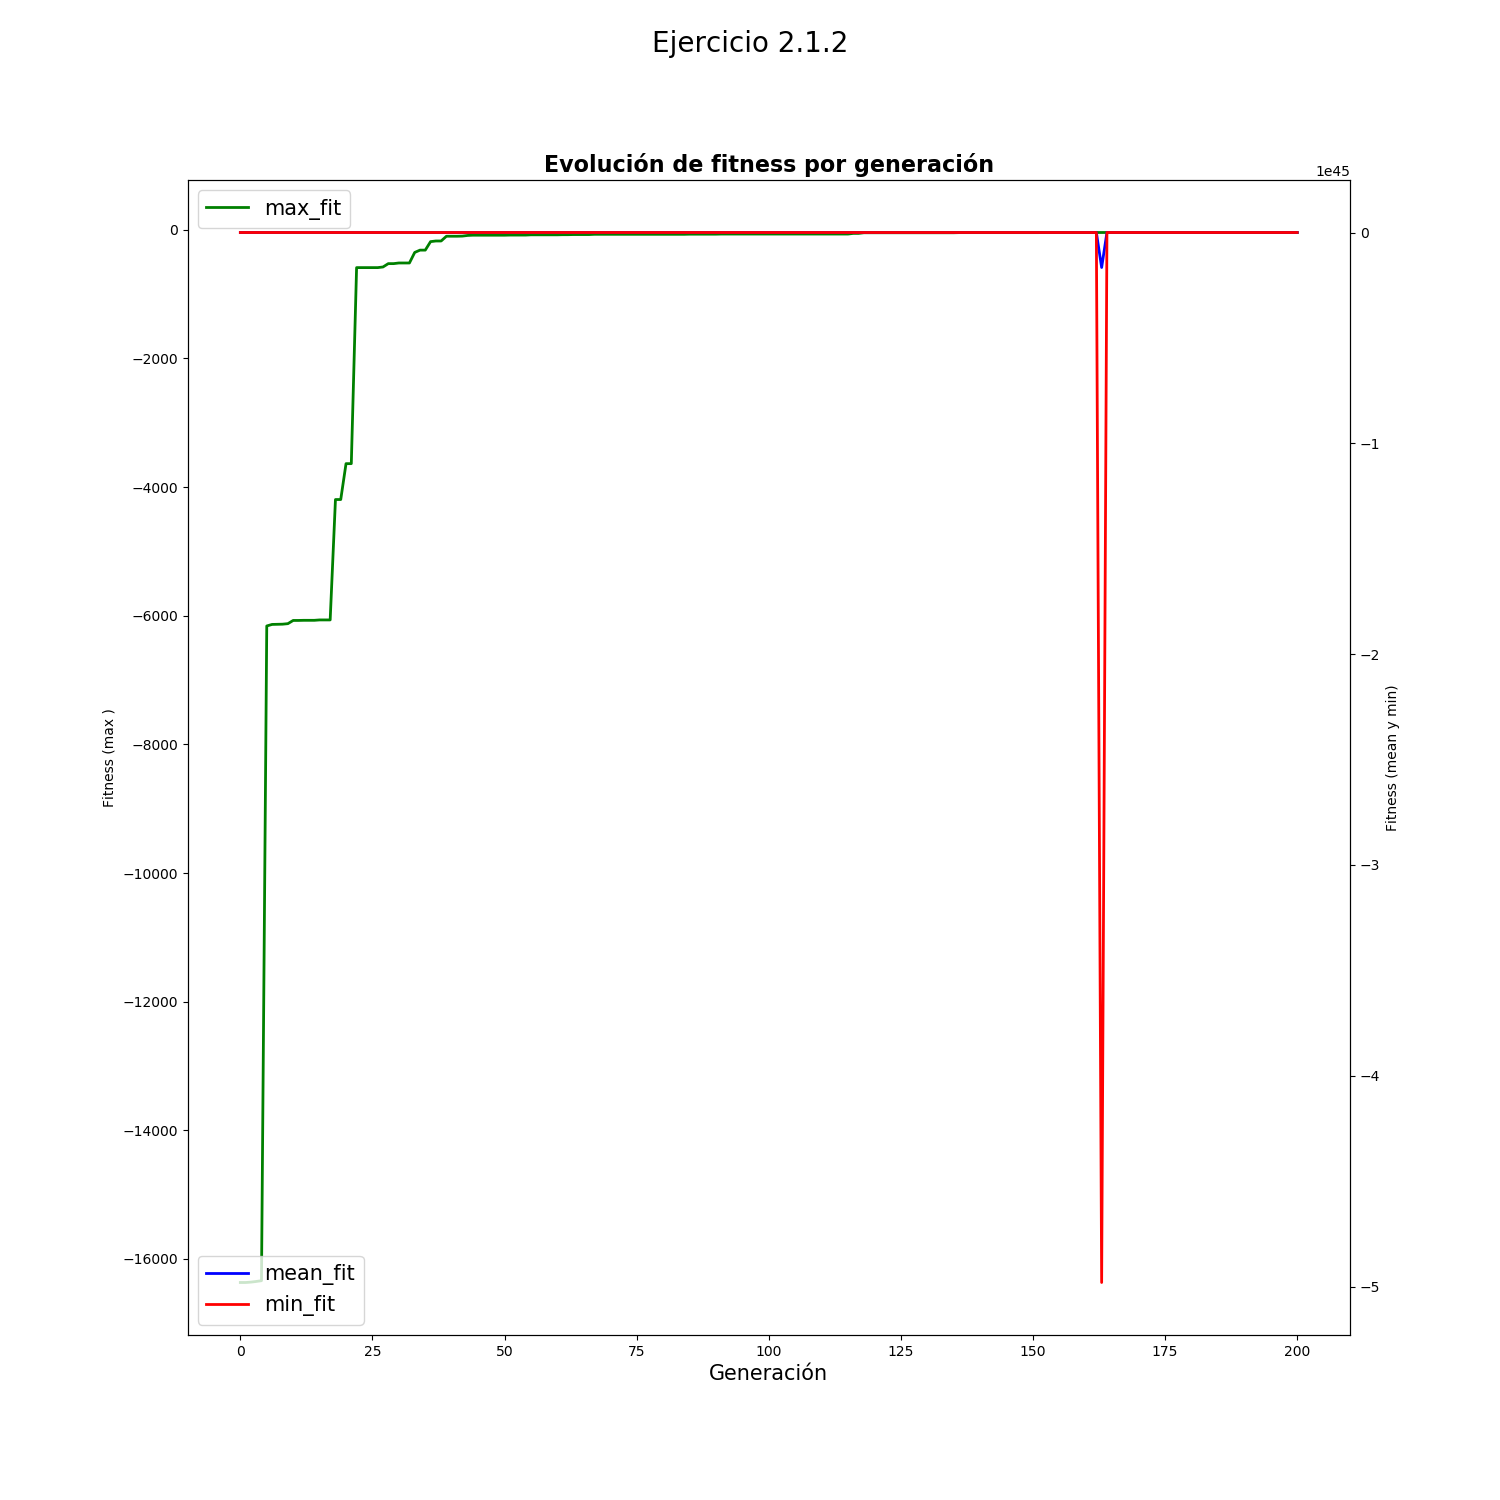 Ejercicio 2.1.2
Evolución de fitness por generación
1e45
max_fit
0
−2000
−4000
−6000
−8000
−10000
−12000
−14000
−16000
Fitness (max )
0
−1
−2
−3
−4
−5
Fitness (mean y min)
mean_fit
min_fit
0 25 50 75 100 125 150 175 200
Generación